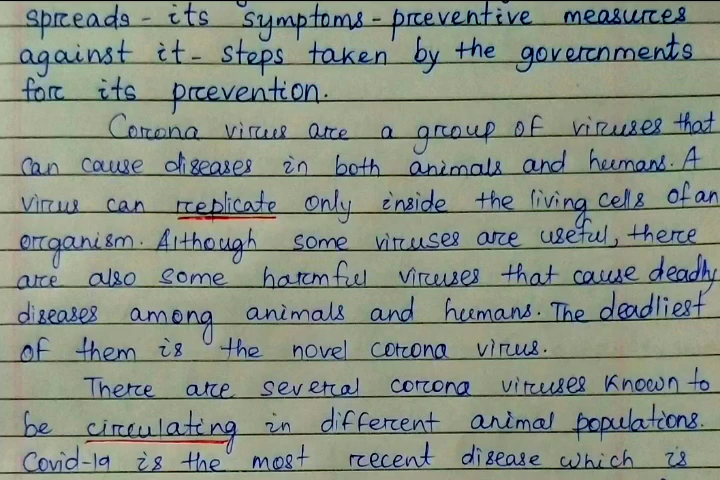 spreads - its symptoms - preventive measures
against it - steps taken by the governments
for its prevention.
Corona virus are a group of viruses that
can cause diseases in both animals and humans. A
virus can replicate only inside the living cells of an
organism. Although some viruses are useful, there
are also some harmful viruses that cause deadly
diseases among animals and humans. The deadliest
of them is the novel corona virus.
There are several corona viruses known to
be circulating in different animal populations.
Covid-19 is the most recent disease which is